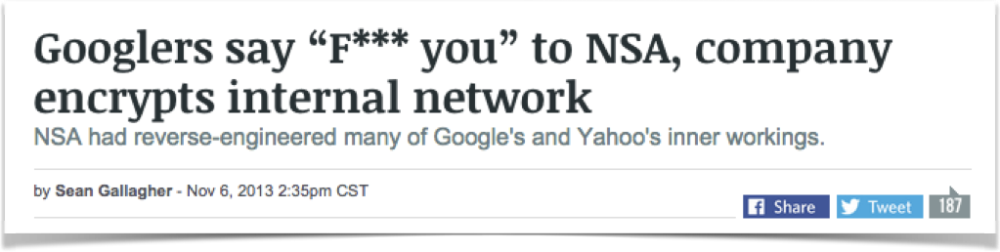 Googlers say “F*** you” to NSA, company
encrypts internal network
NSA had reverse-engineered many of Google's and Yahoo's inner workings.
by Sean Gallagher - Nov 6, 2013 2:35pm CST
Share Tweet 187